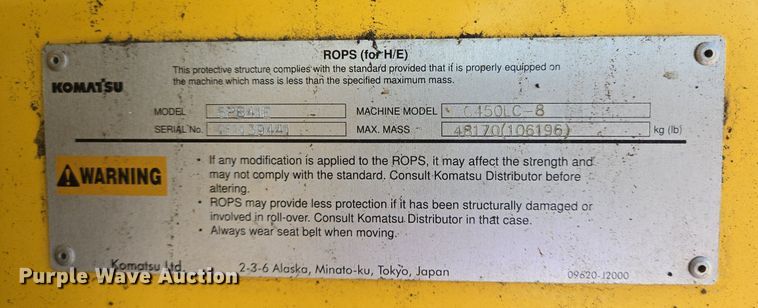 ROPS (for H/E)
This protective structure complies with the standard provided that if is properly equipped on
the machine which mass is less than the specified maximum mass.
KOMATSU
MODEL MACHINE MODEL C450LC-8
SERIAL No. MAX. MASS 48170(106196) kg (lb)
WARNING
• If any modification is applied to the ROPS, it may affect the strength and
may not comply with the standard. Consult Komatsu Distributor before
altering.
• ROPS may provide less protection if it has been structurally damaged or
involved in roll-over. Consult Komatsu Distributor in that case.
• Always wear seat belt when moving.
Komatsu Ltd.
2-3-6 Akaska, Minato-ku, Tokyo, Japan
09620-J2000
Purple Wave Auction